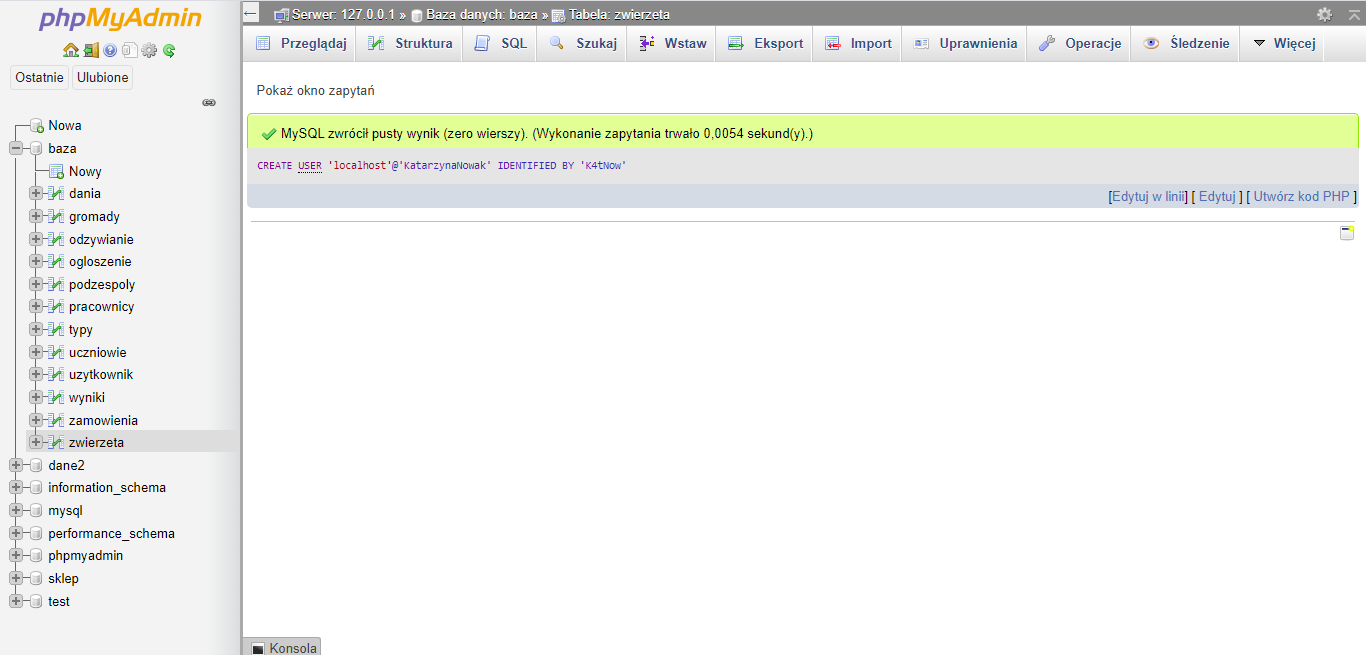 phpMyAdmin
Ostatnie Ulubione
Nowa
baza
Nowy
dania
gromady
odzywianie
ogloszenie
podzespoly
pracownicy
typy
uczniowie
uzytkownik
wyniki
zamowienia
zwierzeta
dane2
information_schema
mysql
performance_schema
phpmyadmin
sklep
test
Serwer: 127.0.0.1 » Baza danych: baza » Tabela: zwierzeta
Przeglądaj Struktura SQL Szukaj Wstaw Eksport Import Uprawnienia Operacje Śledzenie Więcej
Pokaż okno zapytań
MySQL zwrócił pusty wynik (zero wierszy). (Wykonanie zapytania trwało 0,0054 sekund(y).)
CREATE USER 'localhost'@'KatarzynaNowak' IDENTIFIED BY 'K4tNow'
[Edytuj w linii] [ Edytuj ] [ Utwórz kod PHP ]
Konsola